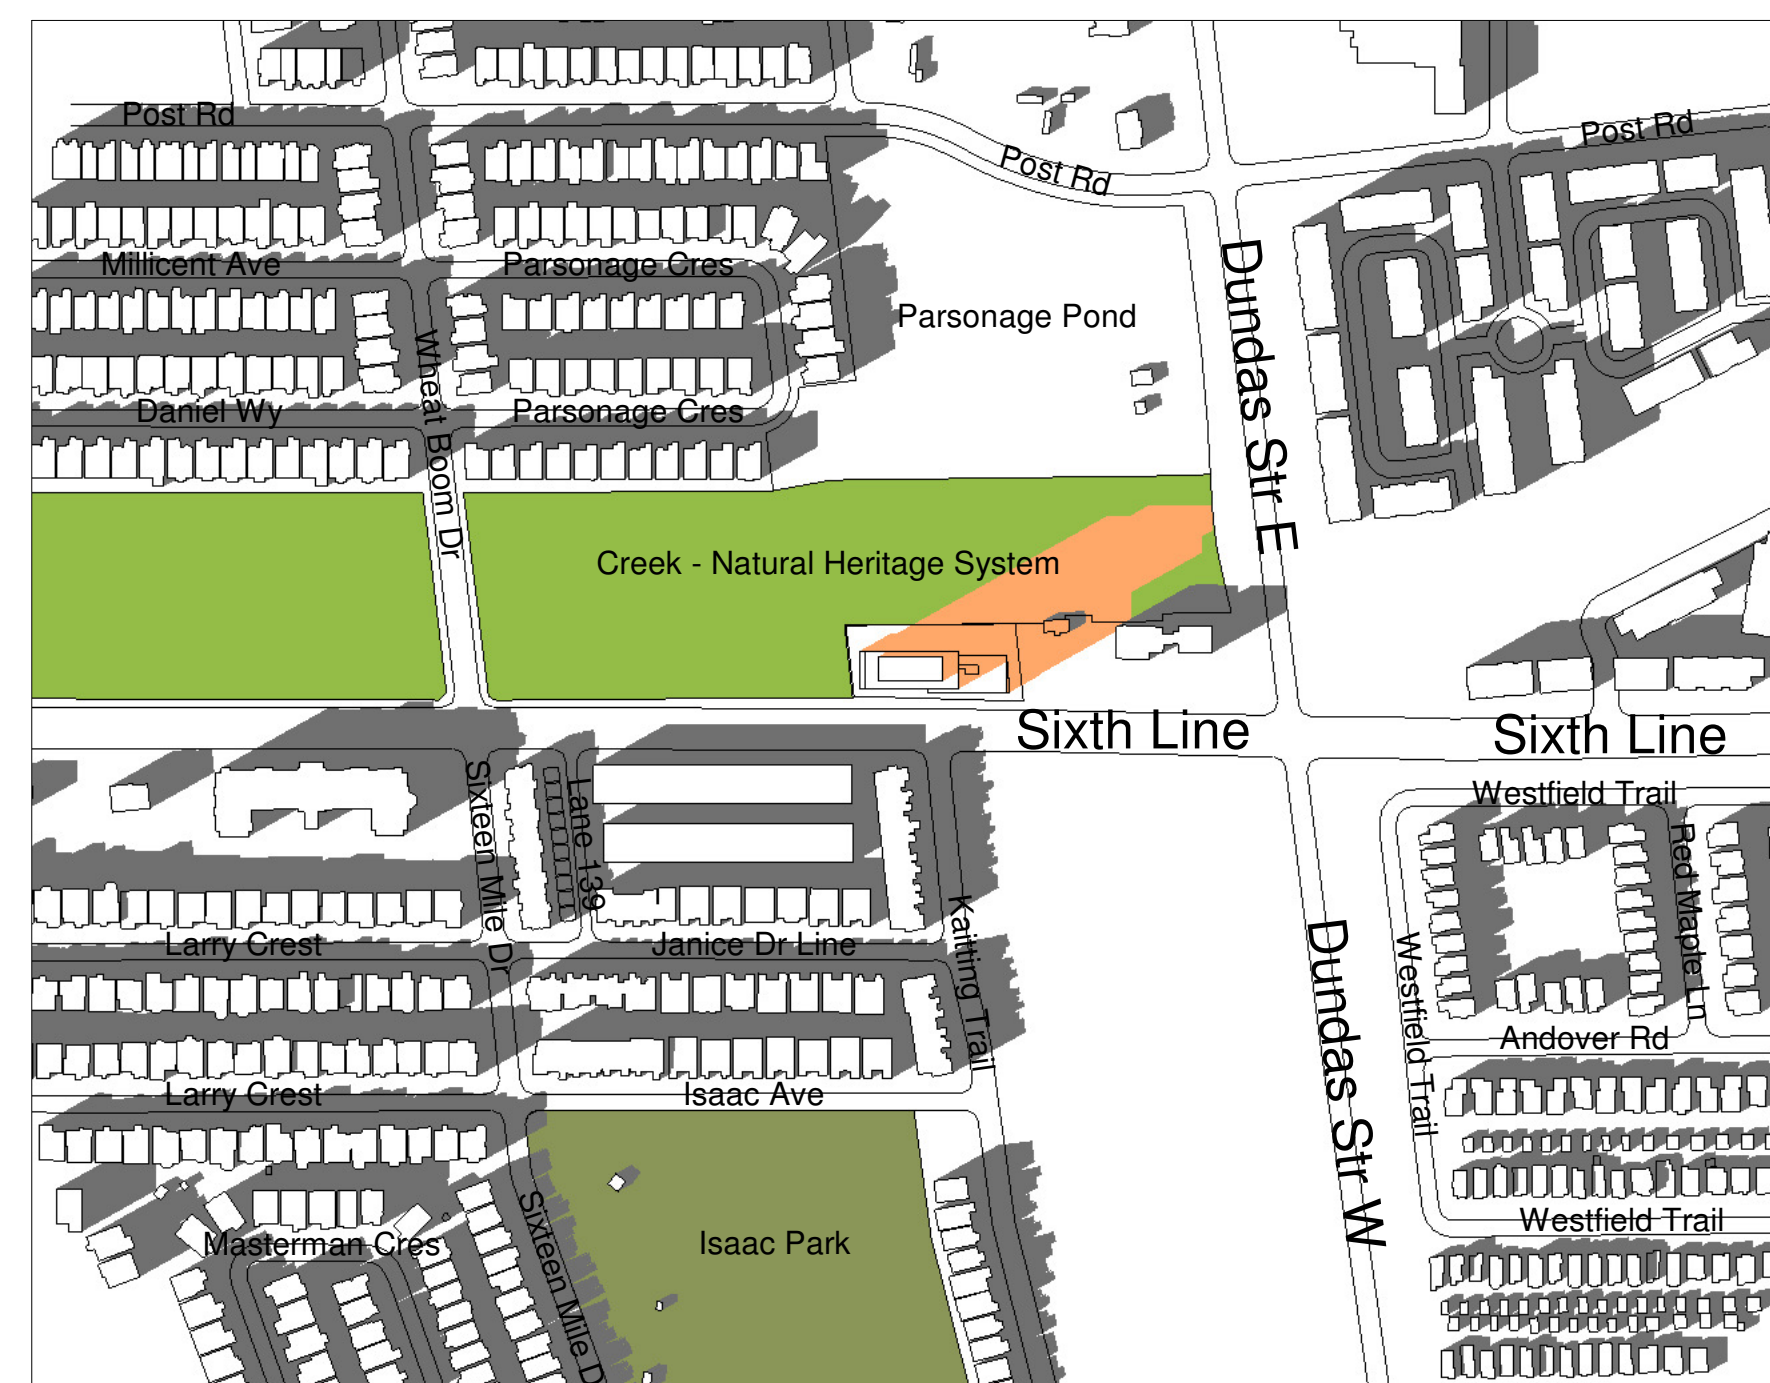 Post Rd
Post Rd
Post Rd
Millicent Ave
Parsonage Cres
Parsonage Pond
Dundas Str E
Wheat Boom Dr
Daniel Wy
Parsonage Cres
Creek - Natural Heritage System
Sixth Line
Sixth Line
Sixteen Mile Dr
Lane 139
Westfield Trail
Red Maple Ln
Larry Crest
Janice Dr Line
Kaitting Trail
Dundas Str W
Westfield Trail
Andover Rd
Larry Crest
Isaac Ave
Sixteen Mile D
Masterman Cres
Isaac Park
Westfield Trail